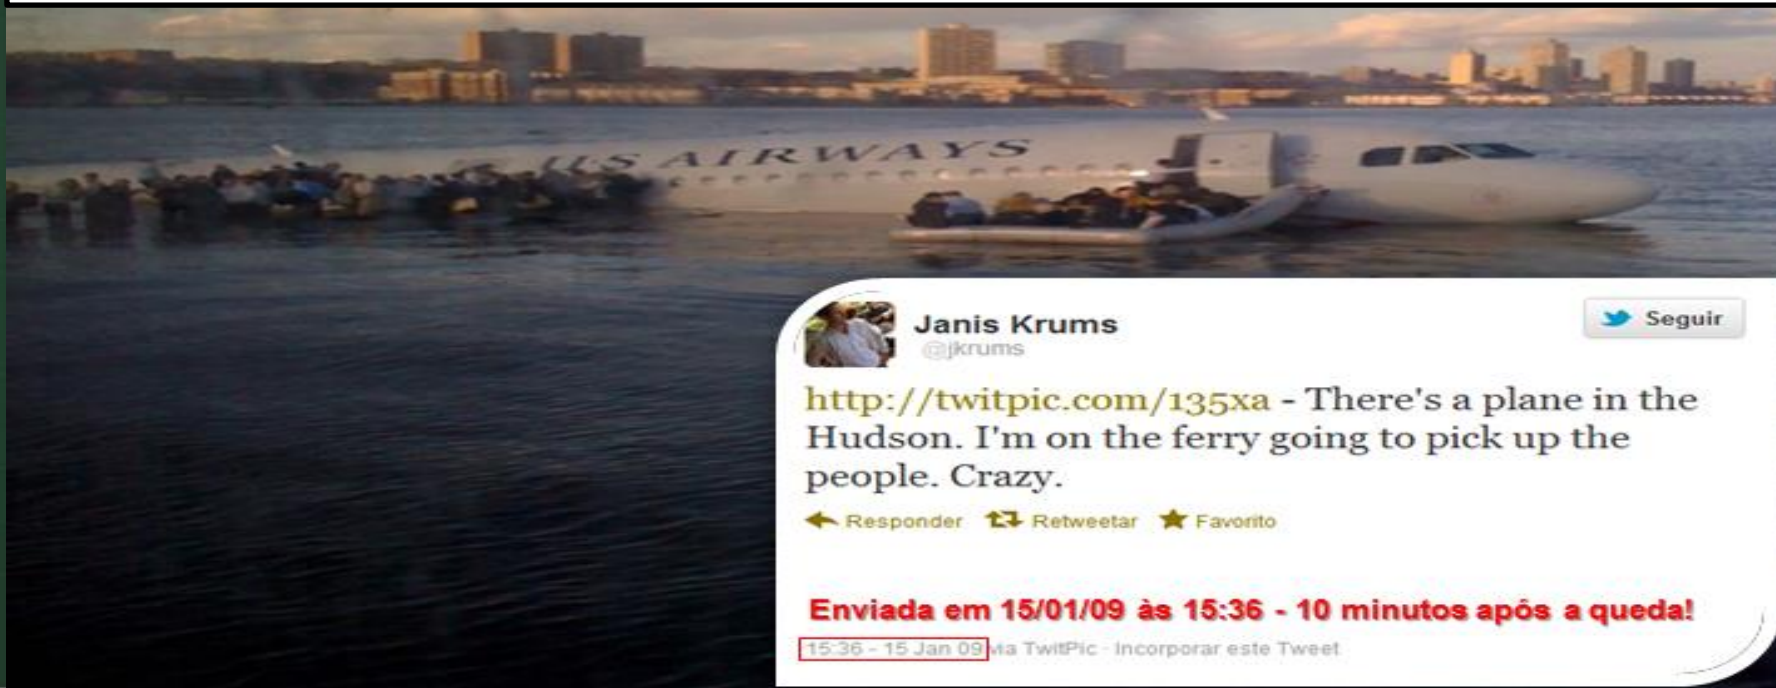 US AIRWAYS
Janis Krums
Seguir
@jkrums
http://twitpic.com/135xa - There's a plane in the
Hudson. I'm on the ferry going to pick up the
people. Crazy.
Responder Retweetar Favorito
Enviada em 15/01/09 às 15:36 - 10 minutos após a queda!
15:36 - 15 Jan 09 via TwitPic · Incorporar este Tweet